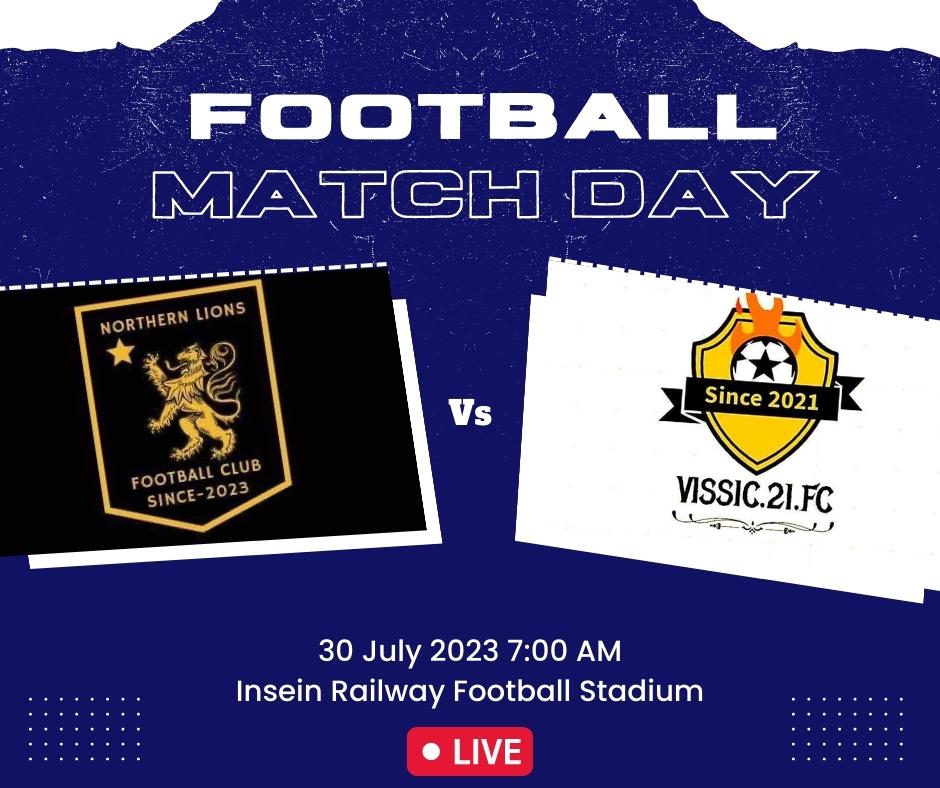 FOOTBALL
MATCH DAY
NORTHERN LIONS
FOOTBALL CLUB
SINCE-2023
Vs
Since 2021
VISSIC.21.FC
30 July 2023 7:00 AM
Insein Railway Football Stadium
LIVE